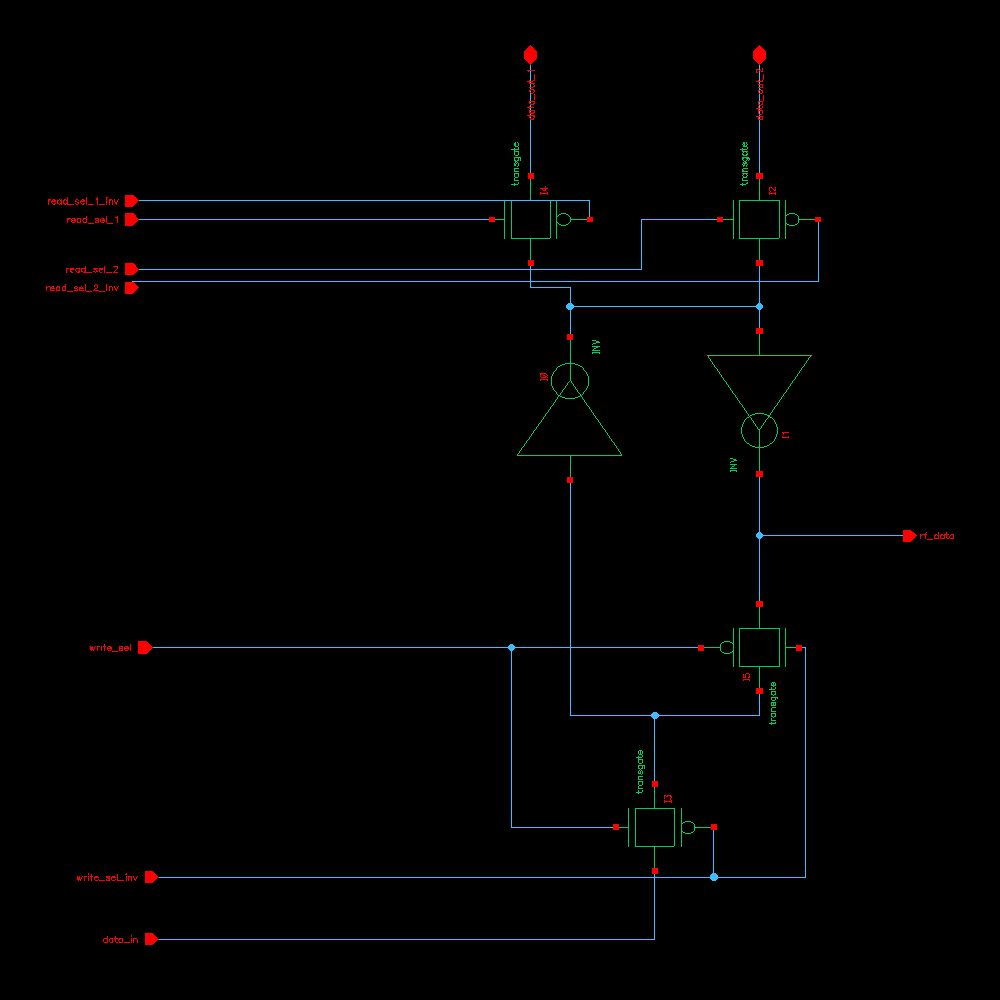 data_out_1
data_out_2
transgate
I4
transgate
I2
read_sel_1_inv
read_sel_1
read_sel_2
read_sel_2_inv
INV
I0
I1
INV
rf_data
write_sel
I5
transgate
transgate
I3
write_sel_inv
data_in